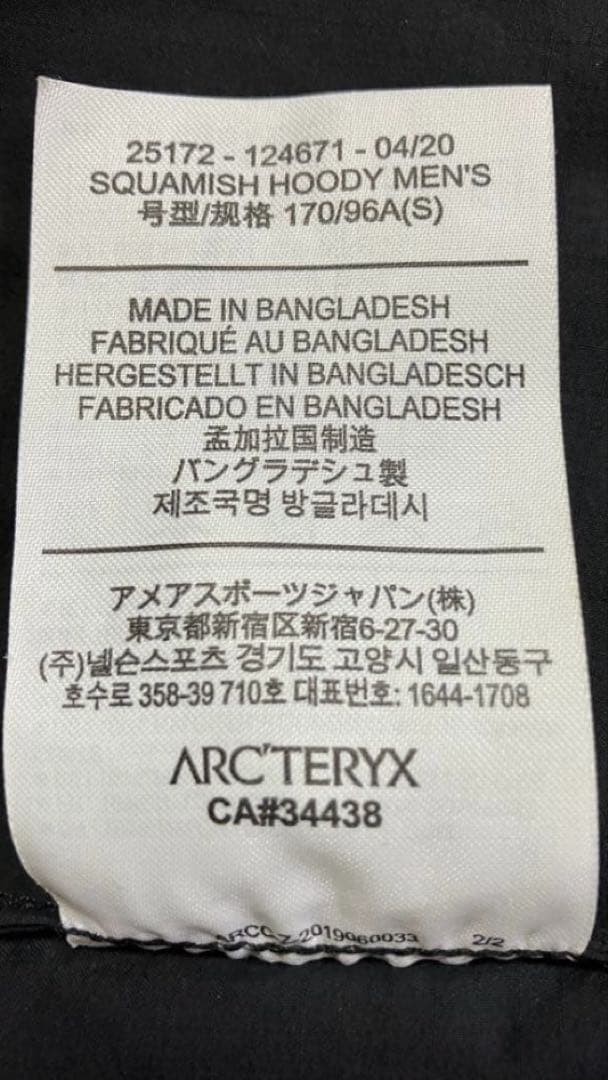 25172 - 124671 - 04/20
SQUAMISH HOODY MEN'S
号型/规格 170/96A(S)
MADE IN BANGLADESH
FABRIQUÉ AU BANGLADESH
HERGESTELLT IN BANGLADESCH
FABRICADO EN BANGLADESH
孟加拉国制造
バングラデシュ製
제조국명 방글라데시
アメアスポーツジャパン(株)
東京都新宿区新宿6-27-30
(주)넬슨스포츠 경기도 고양시 일산동구
호수로 358-39 710호 대표번호: 1644-1708
ARC'TERYX
CA#34438
2019060033 2/2